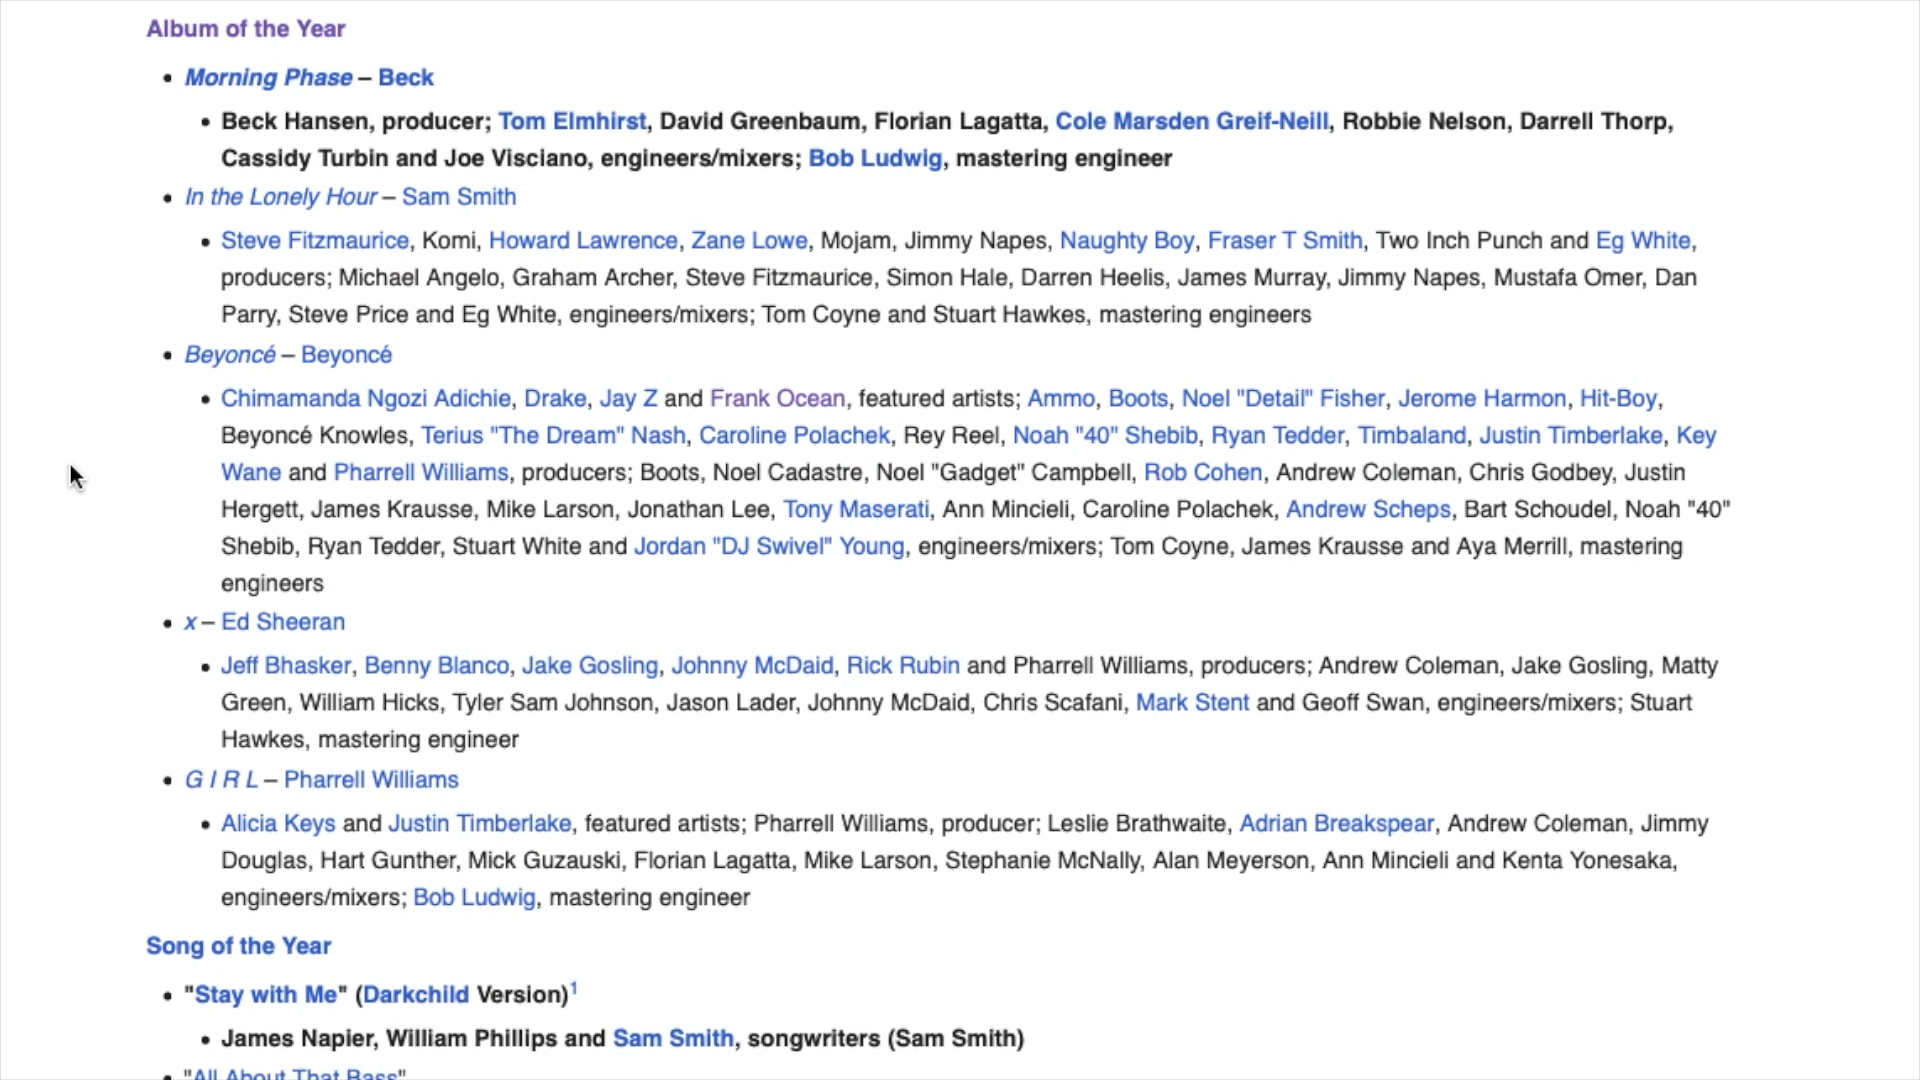 Album of the Year
• Morning Phase – Beck
• Beck Hansen, producer; Tom Elmhirst, David Greenbaum, Florian Lagatta, Cole Marsden Greif-Neill, Robbie Nelson, Darrell Thorp,
Cassidy Turbin and Joe Visciano, engineers/mixers; Bob Ludwig, mastering engineer
• In the Lonely Hour – Sam Smith
• Steve Fitzmaurice, Komi, Howard Lawrence, Zane Lowe, Mojam, Jimmy Napes, Naughty Boy, Fraser T Smith, Two Inch Punch and Eg White,
producers; Michael Angelo, Graham Archer, Steve Fitzmaurice, Simon Hale, Darren Heelis, James Murray, Jimmy Napes, Mustafa Omer, Dan
Parry, Steve Price and Eg White, engineers/mixers; Tom Coyne and Stuart Hawkes, mastering engineers
• Beyoncé – Beyoncé
• Chimamanda Ngozi Adichie, Drake, Jay Z and Frank Ocean, featured artists; Ammo, Boots, Noel "Detail" Fisher, Jerome Harmon, Hit-Boy,
Beyoncé Knowles, Terius "The Dream" Nash, Caroline Polachek, Rey Reel, Noah "40" Shebib, Ryan Tedder, Timbaland, Justin Timberlake, Key
Wane and Pharrell Williams, producers; Boots, Noel Cadastre, Noel "Gadget" Campbell, Rob Cohen, Andrew Coleman, Chris Godbey, Justin
Hergett, James Krausse, Mike Larson, Jonathan Lee, Tony Maserati, Ann Mincieli, Caroline Polachek, Andrew Scheps, Bart Schoudel, Noah "40"
Shebib, Ryan Tedder, Stuart White and Jordan "DJ Swivel" Young, engineers/mixers; Tom Coyne, James Krausse and Aya Merrill, mastering
engineers
• x – Ed Sheeran
• Jeff Bhasker, Benny Blanco, Jake Gosling, Johnny McDaid, Rick Rubin and Pharrell Williams, producers; Andrew Coleman, Jake Gosling, Matty
Green, William Hicks, Tyler Sam Johnson, Jason Lader, Johnny McDaid, Chris Scafani, Mark Stent and Geoff Swan, engineers/mixers; Stuart
Hawkes, mastering engineer
• G I R L – Pharrell Williams
• Alicia Keys and Justin Timberlake, featured artists; Pharrell Williams, producer; Leslie Brathwaite, Adrian Breakspear, Andrew Coleman, Jimmy
Douglas, Hart Gunther, Mick Guzauski, Florian Lagatta, Mike Larson, Stephanie McNally, Alan Meyerson, Ann Mincieli and Kenta Yonesaka,
engineers/mixers; Bob Ludwig, mastering engineer
Song of the Year
• "Stay with Me" (Darkchild Version)1
• James Napier, William Phillips and Sam Smith, songwriters (Sam Smith)
• "All About That Bass"